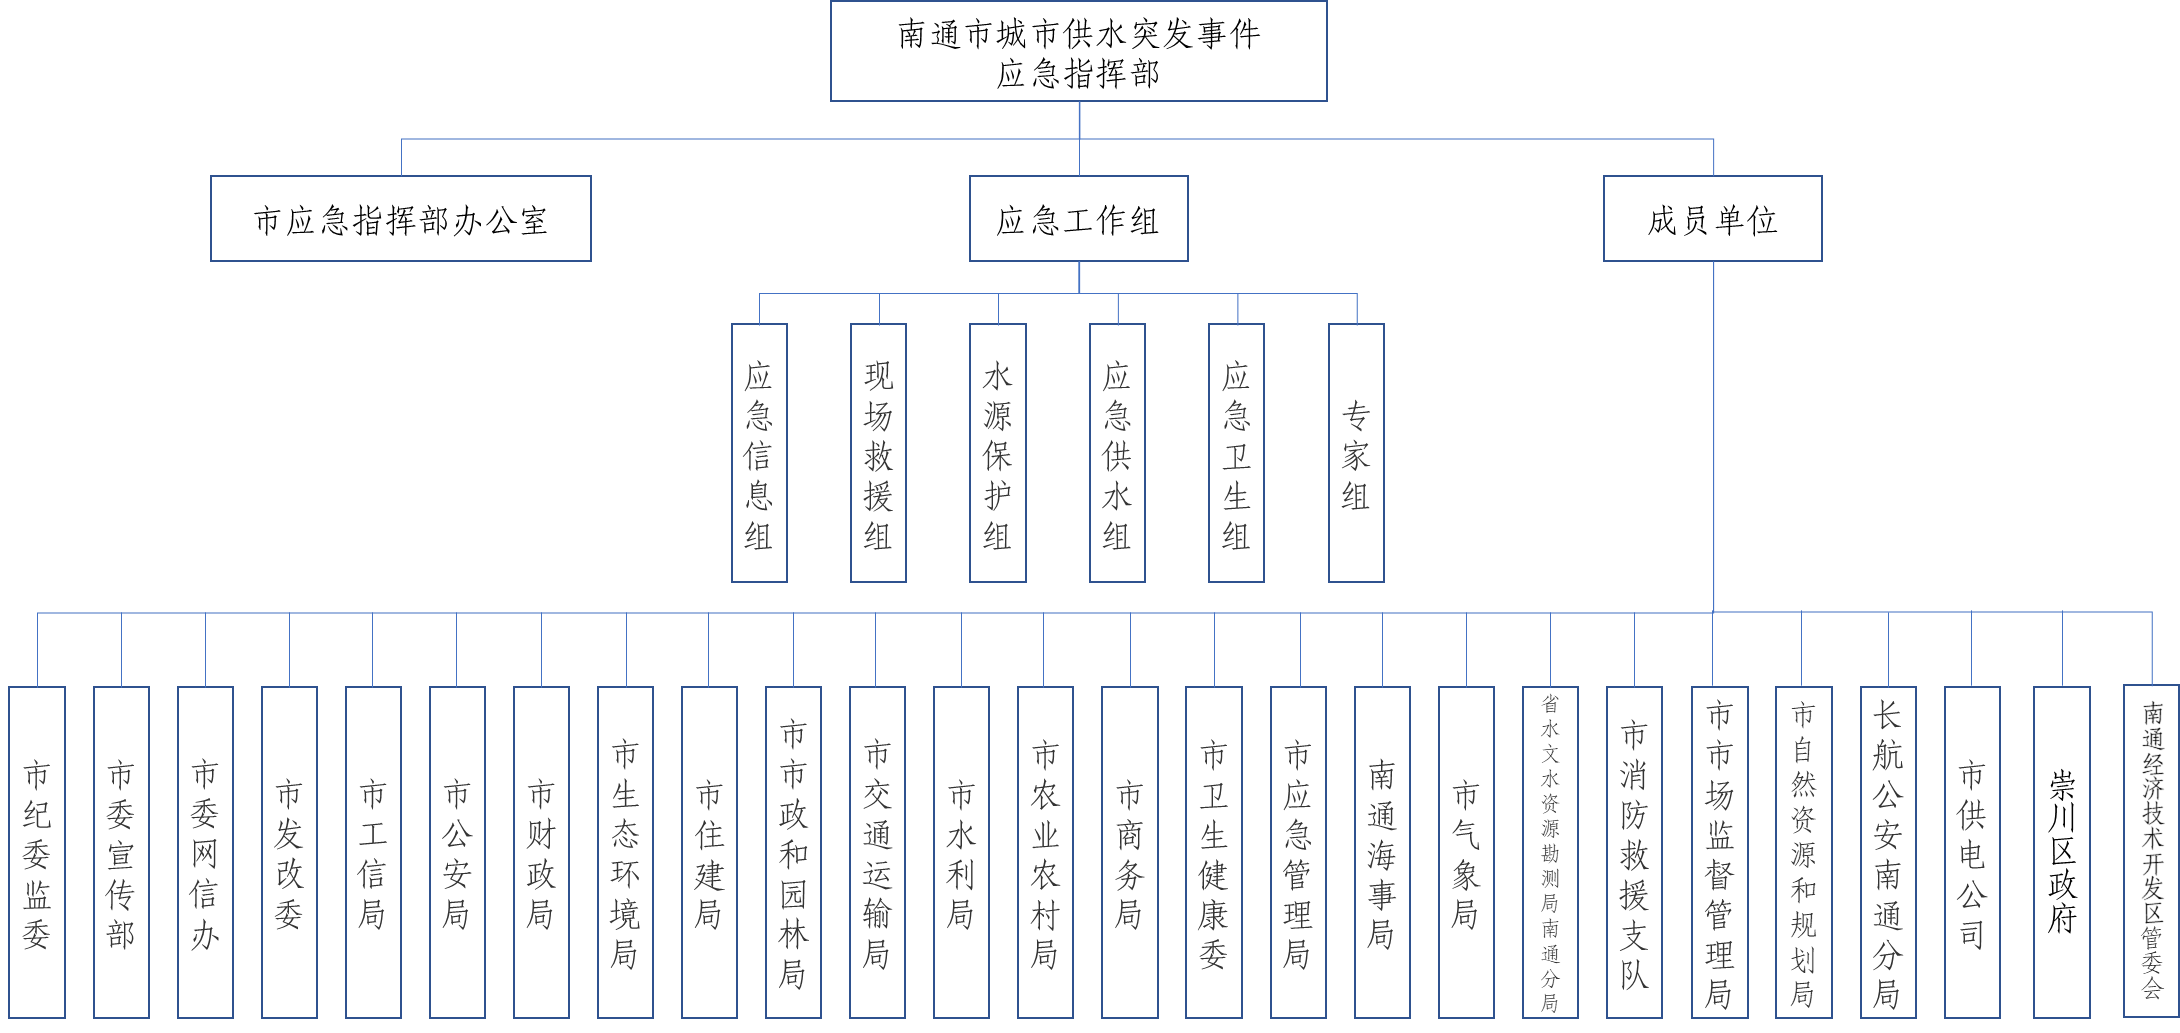 南通市城市供水突发事件
应急指挥部
市应急指挥部办公室
应急工作组
成员单位
应急信息组
现场救援组
水源保护组
应急供水组
应急卫生组
专家组
市纪委监委
市委宣传部
市委网信办
市发改委
市工信局
市公安局
市财政局
市生态环境局
市住建局
市市政和园林局
市交通运输局
市水利局
市农业农村局
市商务局
市卫生健康委
市应急管理局
南通海事局
市气象局
省水文水资源勘测局南通分局
市消防救援支队
市市场监督管理局
市自然资源和规划局
长航公安南通分局
市供电公司
崇川区政府
南通经济技术开发区管委会